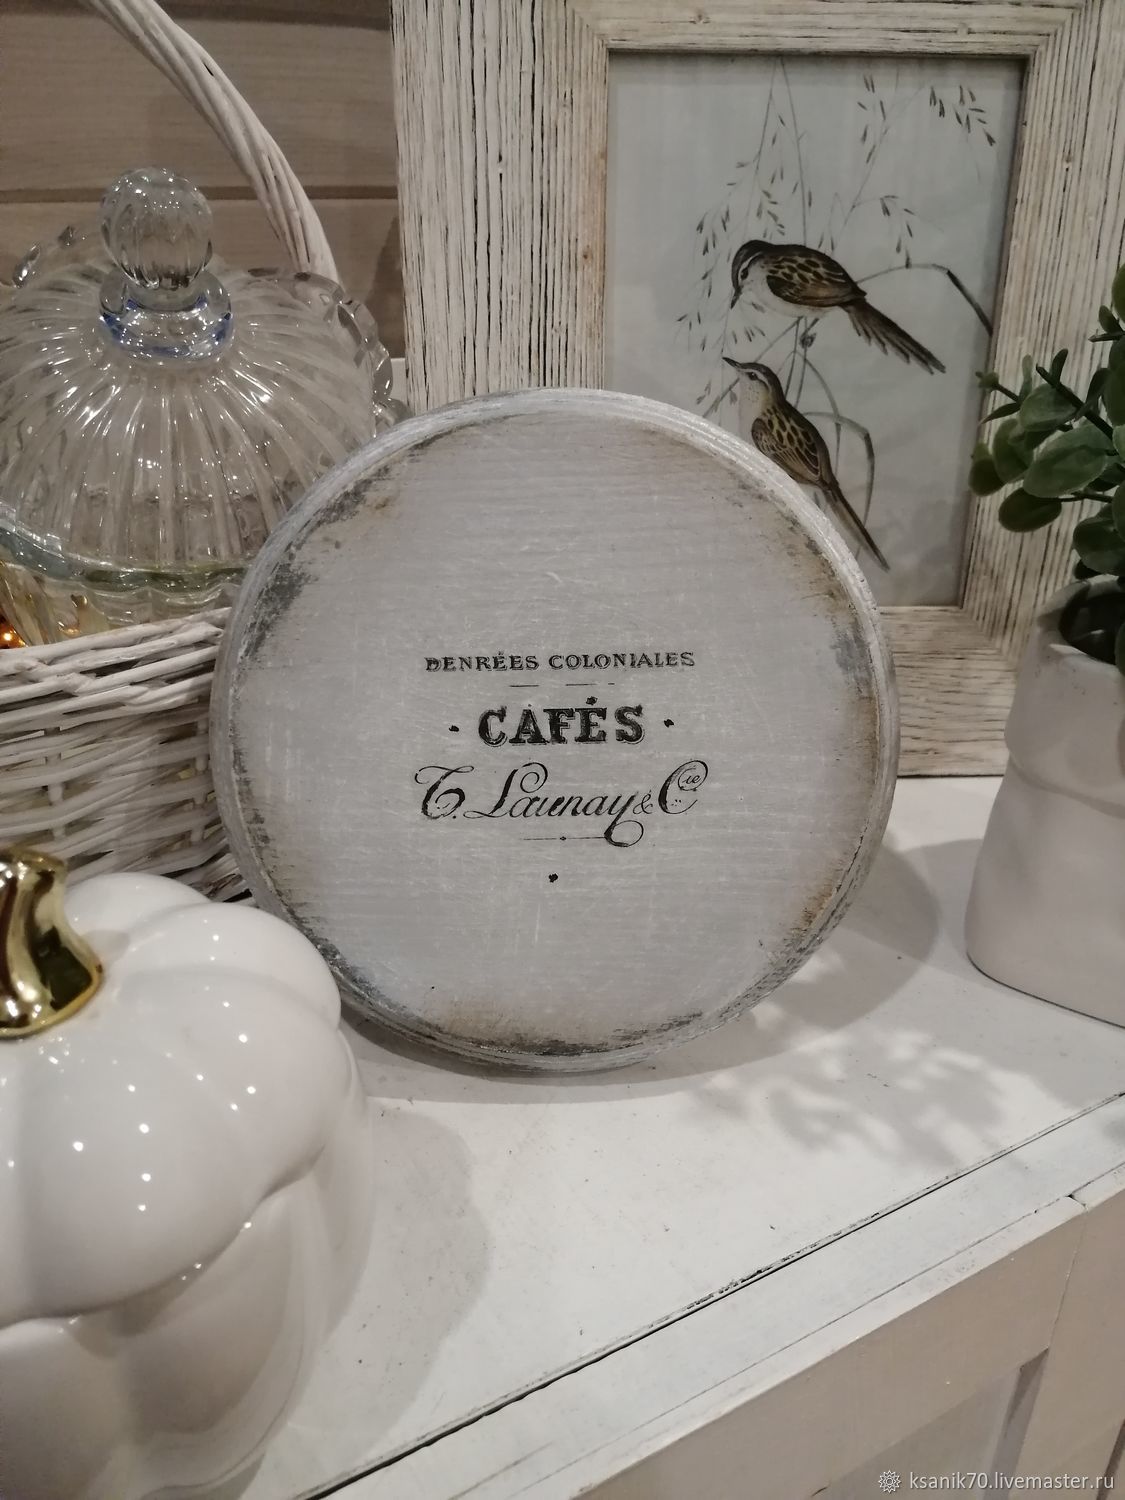 DENRÉES COLONIALES
· CAFÉS ·
T. Launay & Cie
ksanik70.livemaster.ru